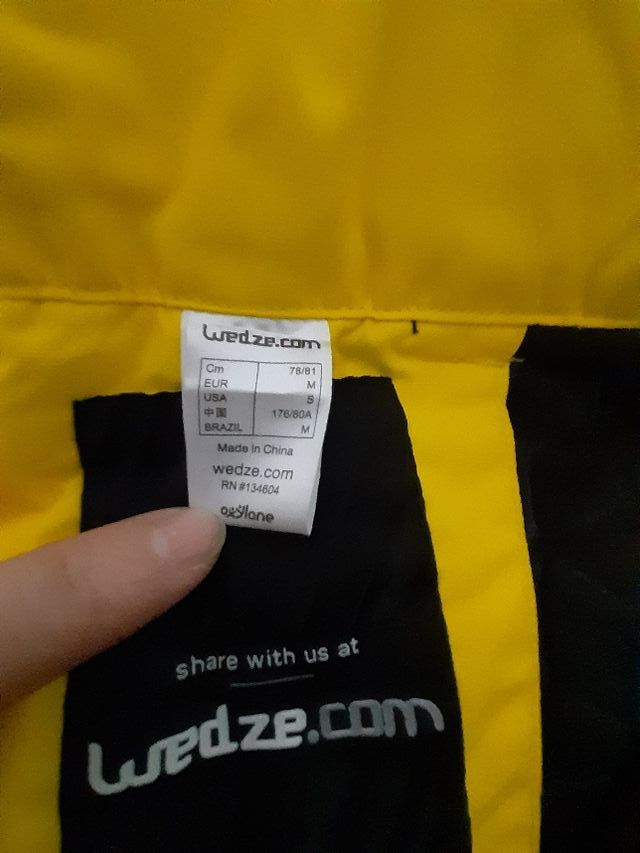 wedze.com
Cm 78/81
EUR M
USA S
中国 176/80A
BRAZIL M
Made in China
wedze.com
RN #134604
oxylane
share with us at
wedze.com